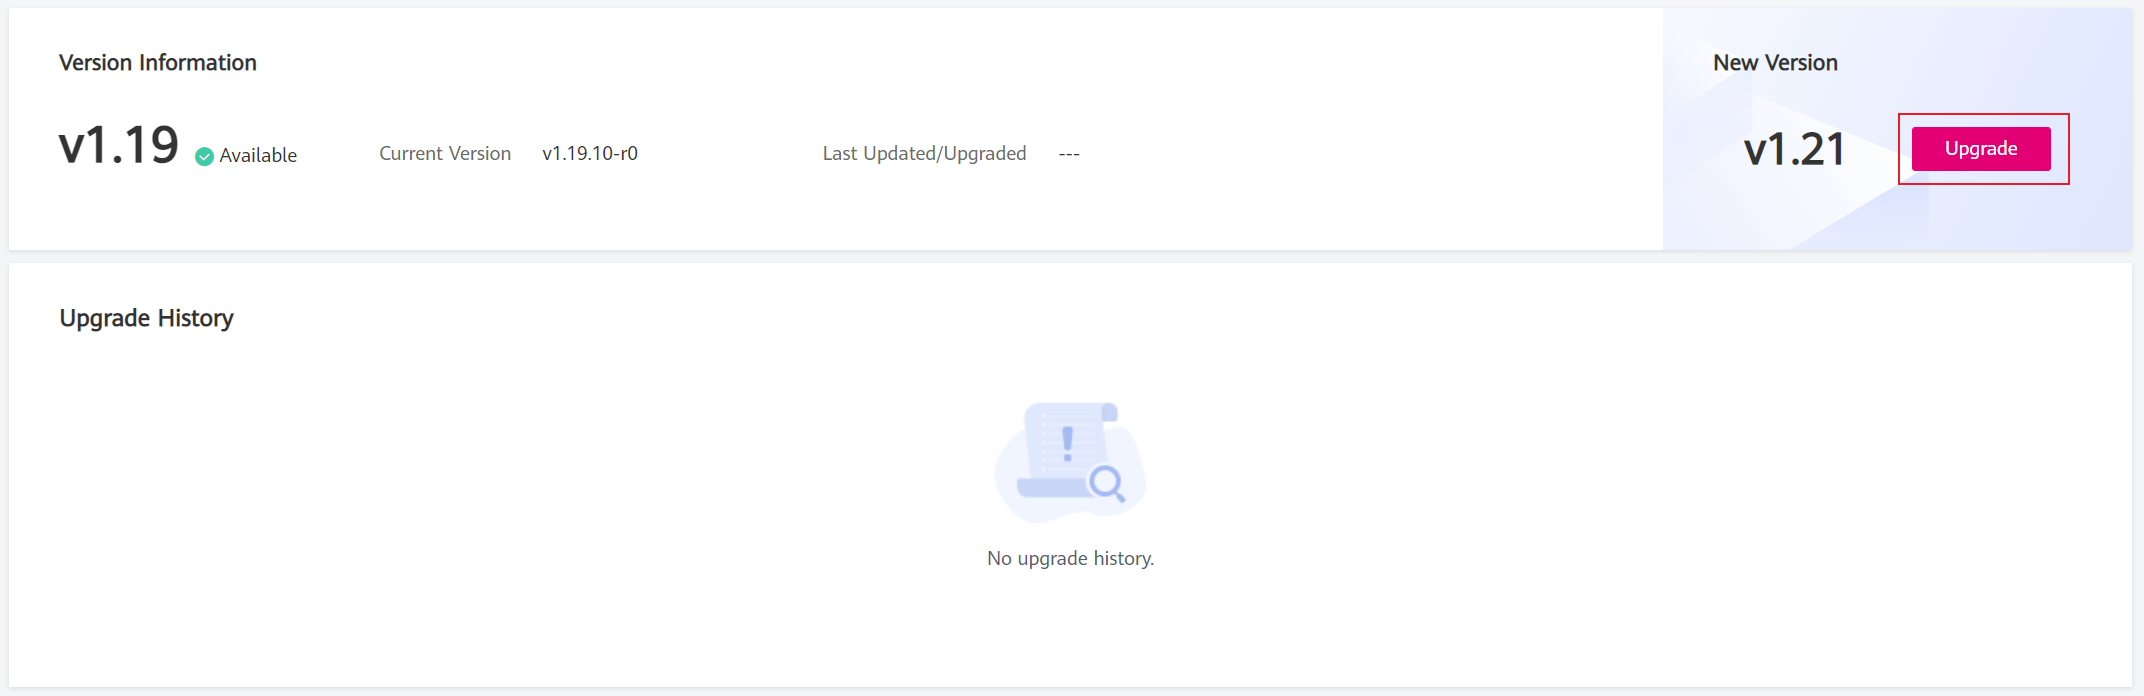 Version Information
v1.19 Available Current Version v1.19.10-r0 Last Updated/Upgraded ---
New Version
v1.21 Upgrade
Upgrade History
No upgrade history.